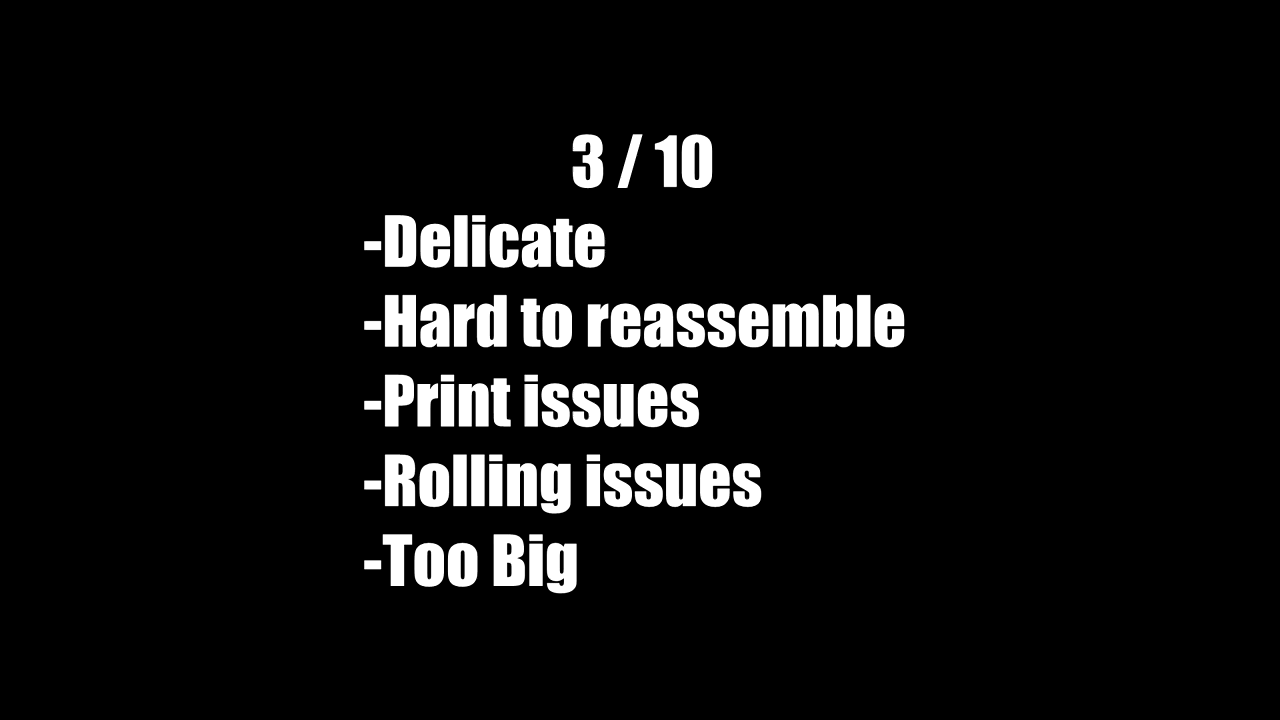 3 / 10
-Delicate
-Hard to reassemble
-Print issues
-Rolling issues
-Too Big